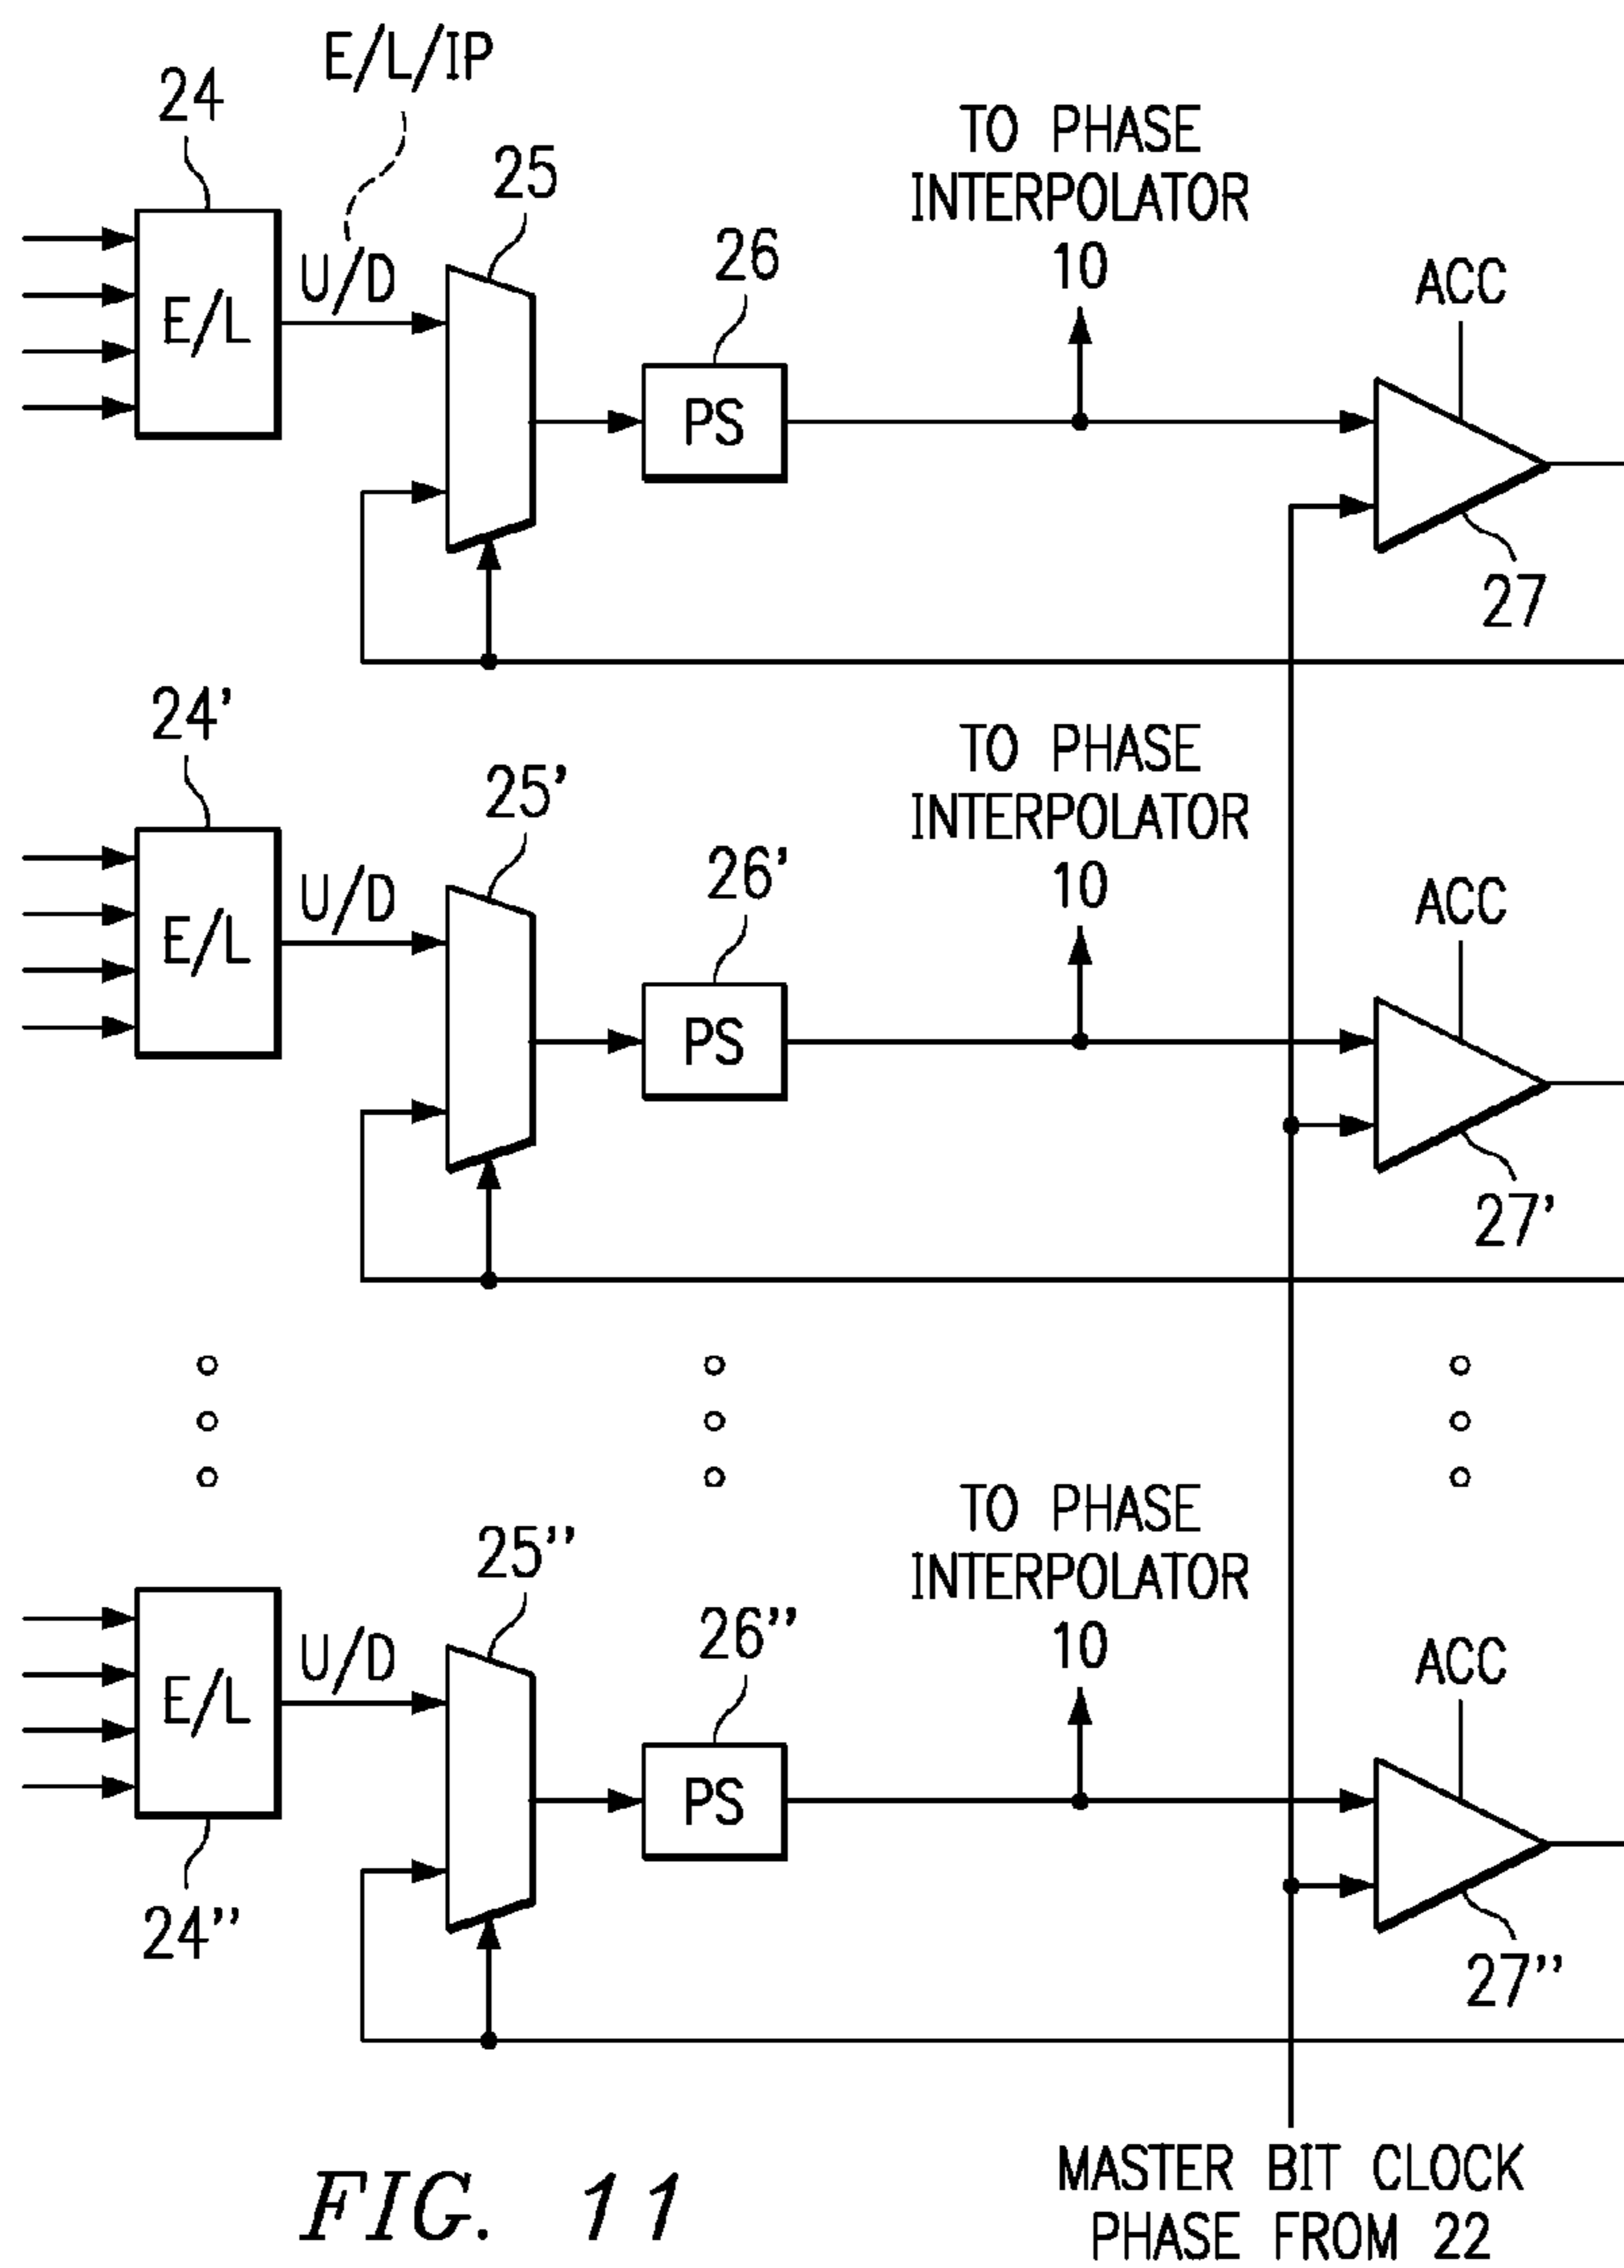 E/L/IP
24
25
TO PHASE
INTERPOLATOR
10
26
U/D
ACC
E/L
PS
27
24'
25'
TO PHASE
INTERPOLATOR
10
26'
U/D
ACC
E/L
PS
27'
25''
TO PHASE
INTERPOLATOR
10
26''
U/D
ACC
E/L
PS
24''
27''
MASTER BIT CLOCK
PHASE FROM 22
FIG. 11